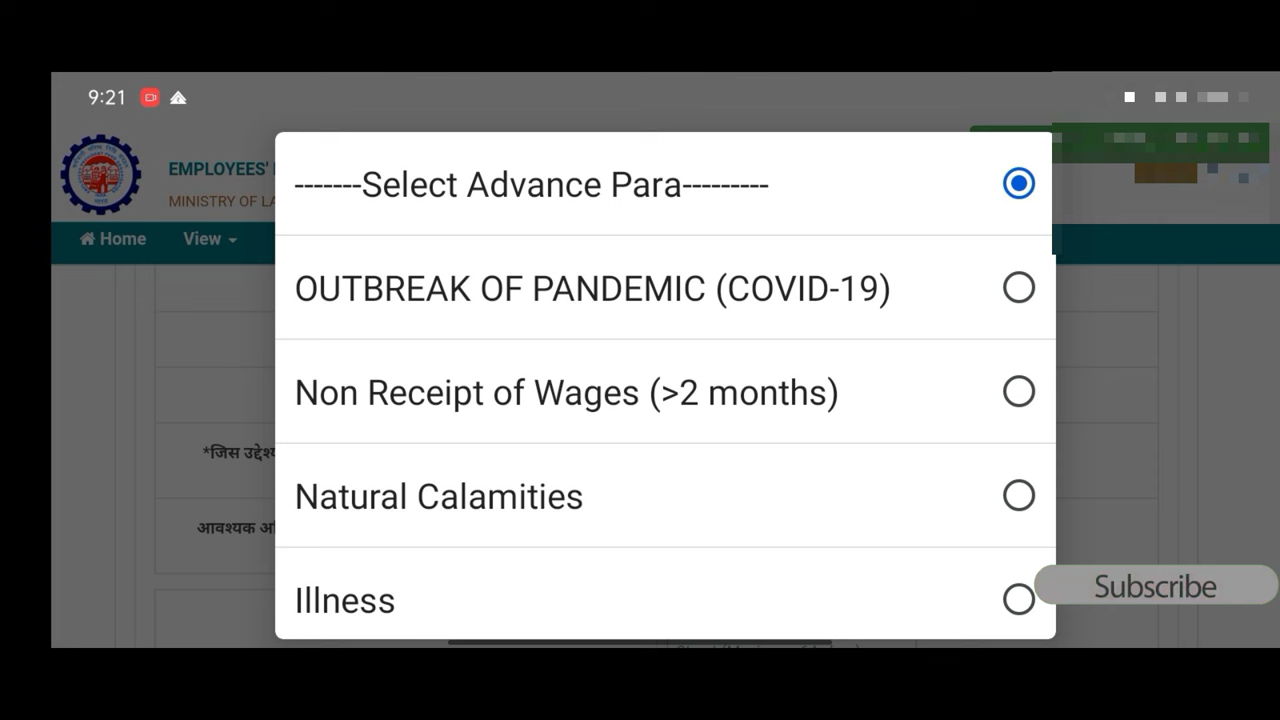 9:21
EMPLOYEES'
MINISTRY OF LA
Home View
-------Select Advance Para---------
OUTBREAK OF PANDEMIC (COVID-19)
Non Receipt of Wages (>2 months)
*जिस उद्देश्य
Natural Calamities
आवश्यक
Illness
Subscribe